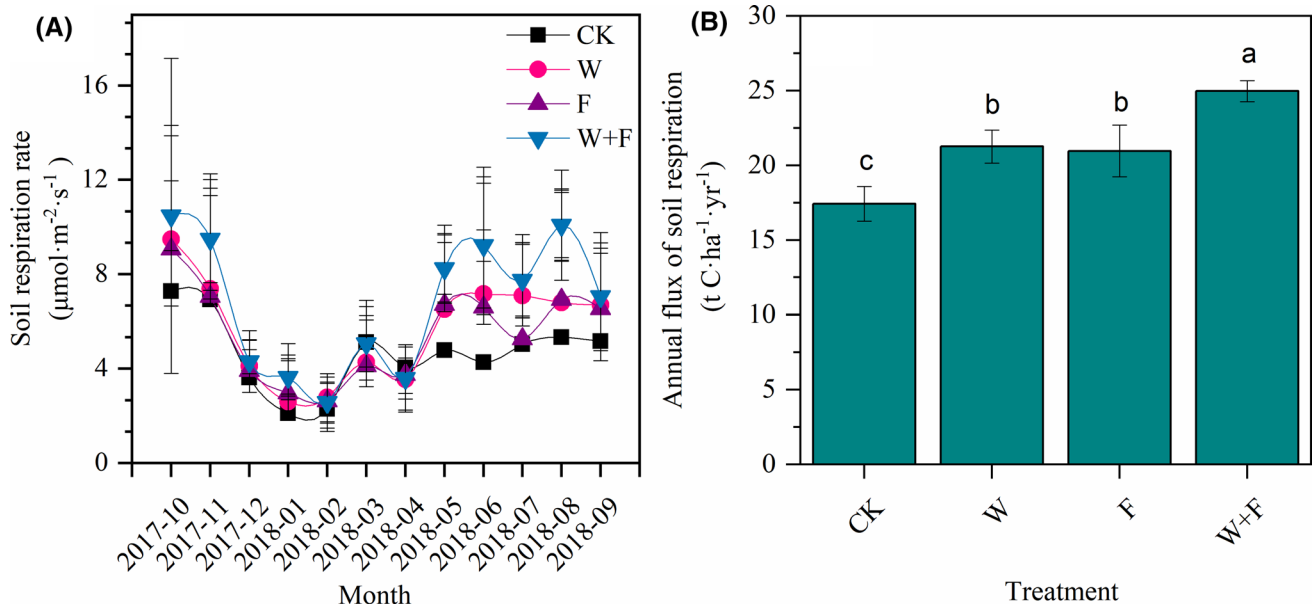 (A)
CK
W
F
W+F
Soil respiration rate
(μmol·m⁻²·s⁻¹)
16
12
8
4
0
2017-10
2017-11
2017-12
2018-01
2018-02
2018-03
2018-04
2018-05
2018-06
2018-07
2018-08
2018-09
Month
(B)
Annual flux of soil respiration
(t C·ha⁻¹·yr⁻¹)
30
25
20
15
10
5
0
c
b
b
a
CK
W
F
W+F
Treatment